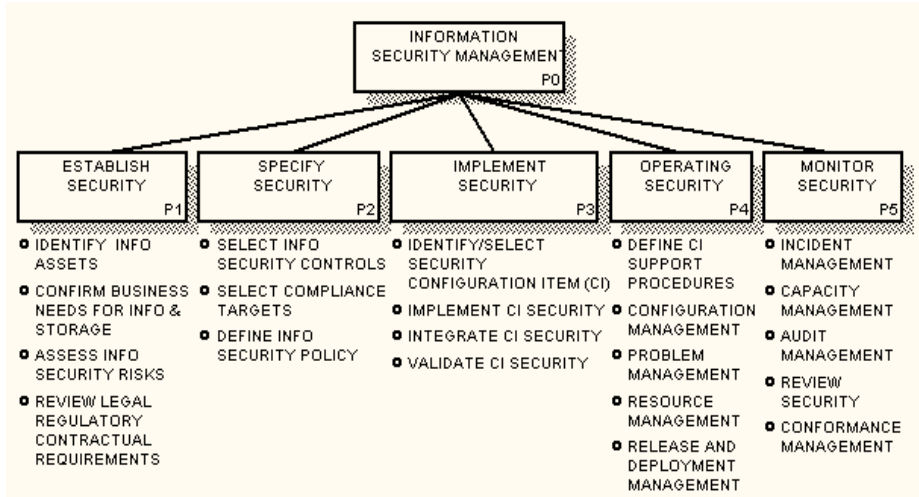 INFORMATION
SECURITY MANAGEMENT
P0
ESTABLISH
SECURITY
P1
IDENTIFY INFO
ASSETS
CONFIRM BUSINESS
NEEDS FOR INFO &
STORAGE
ASSESS INFO
SECURITY RISKS
REVIEW LEGAL
REGULATORY
CONTRACTUAL
REQUIREMENTS
SPECIFY
SECURITY
P2
SELECT INFO
SECURITY CONTROLS
SELECT COMPLIANCE
TARGETS
DEFINE INFO
SECURITY POLICY
IMPLEMENT
SECURITY
P3
IDENTIFY/SELECT
SECURITY
CONFIGURATION ITEM (CI)
IMPLEMENT CI SECURITY
INTEGRATE CI SECURITY
VALIDATE CI SECURITY
OPERATING
SECURITY
P4
DEFINE CI
SUPPORT
PROCEDURES
CONFIGURATION
MANAGEMENT
PROBLEM
MANAGEMENT
RESOURCE
MANAGEMENT
RELEASE AND
DEPLOYMENT
MANAGEMENT
MONITOR
SECURITY
P5
INCIDENT
MANAGEMENT
CAPACITY
MANAGEMENT
AUDIT
MANAGEMENT
REVIEW
SECURITY
CONFORMANCE
MANAGEMENT